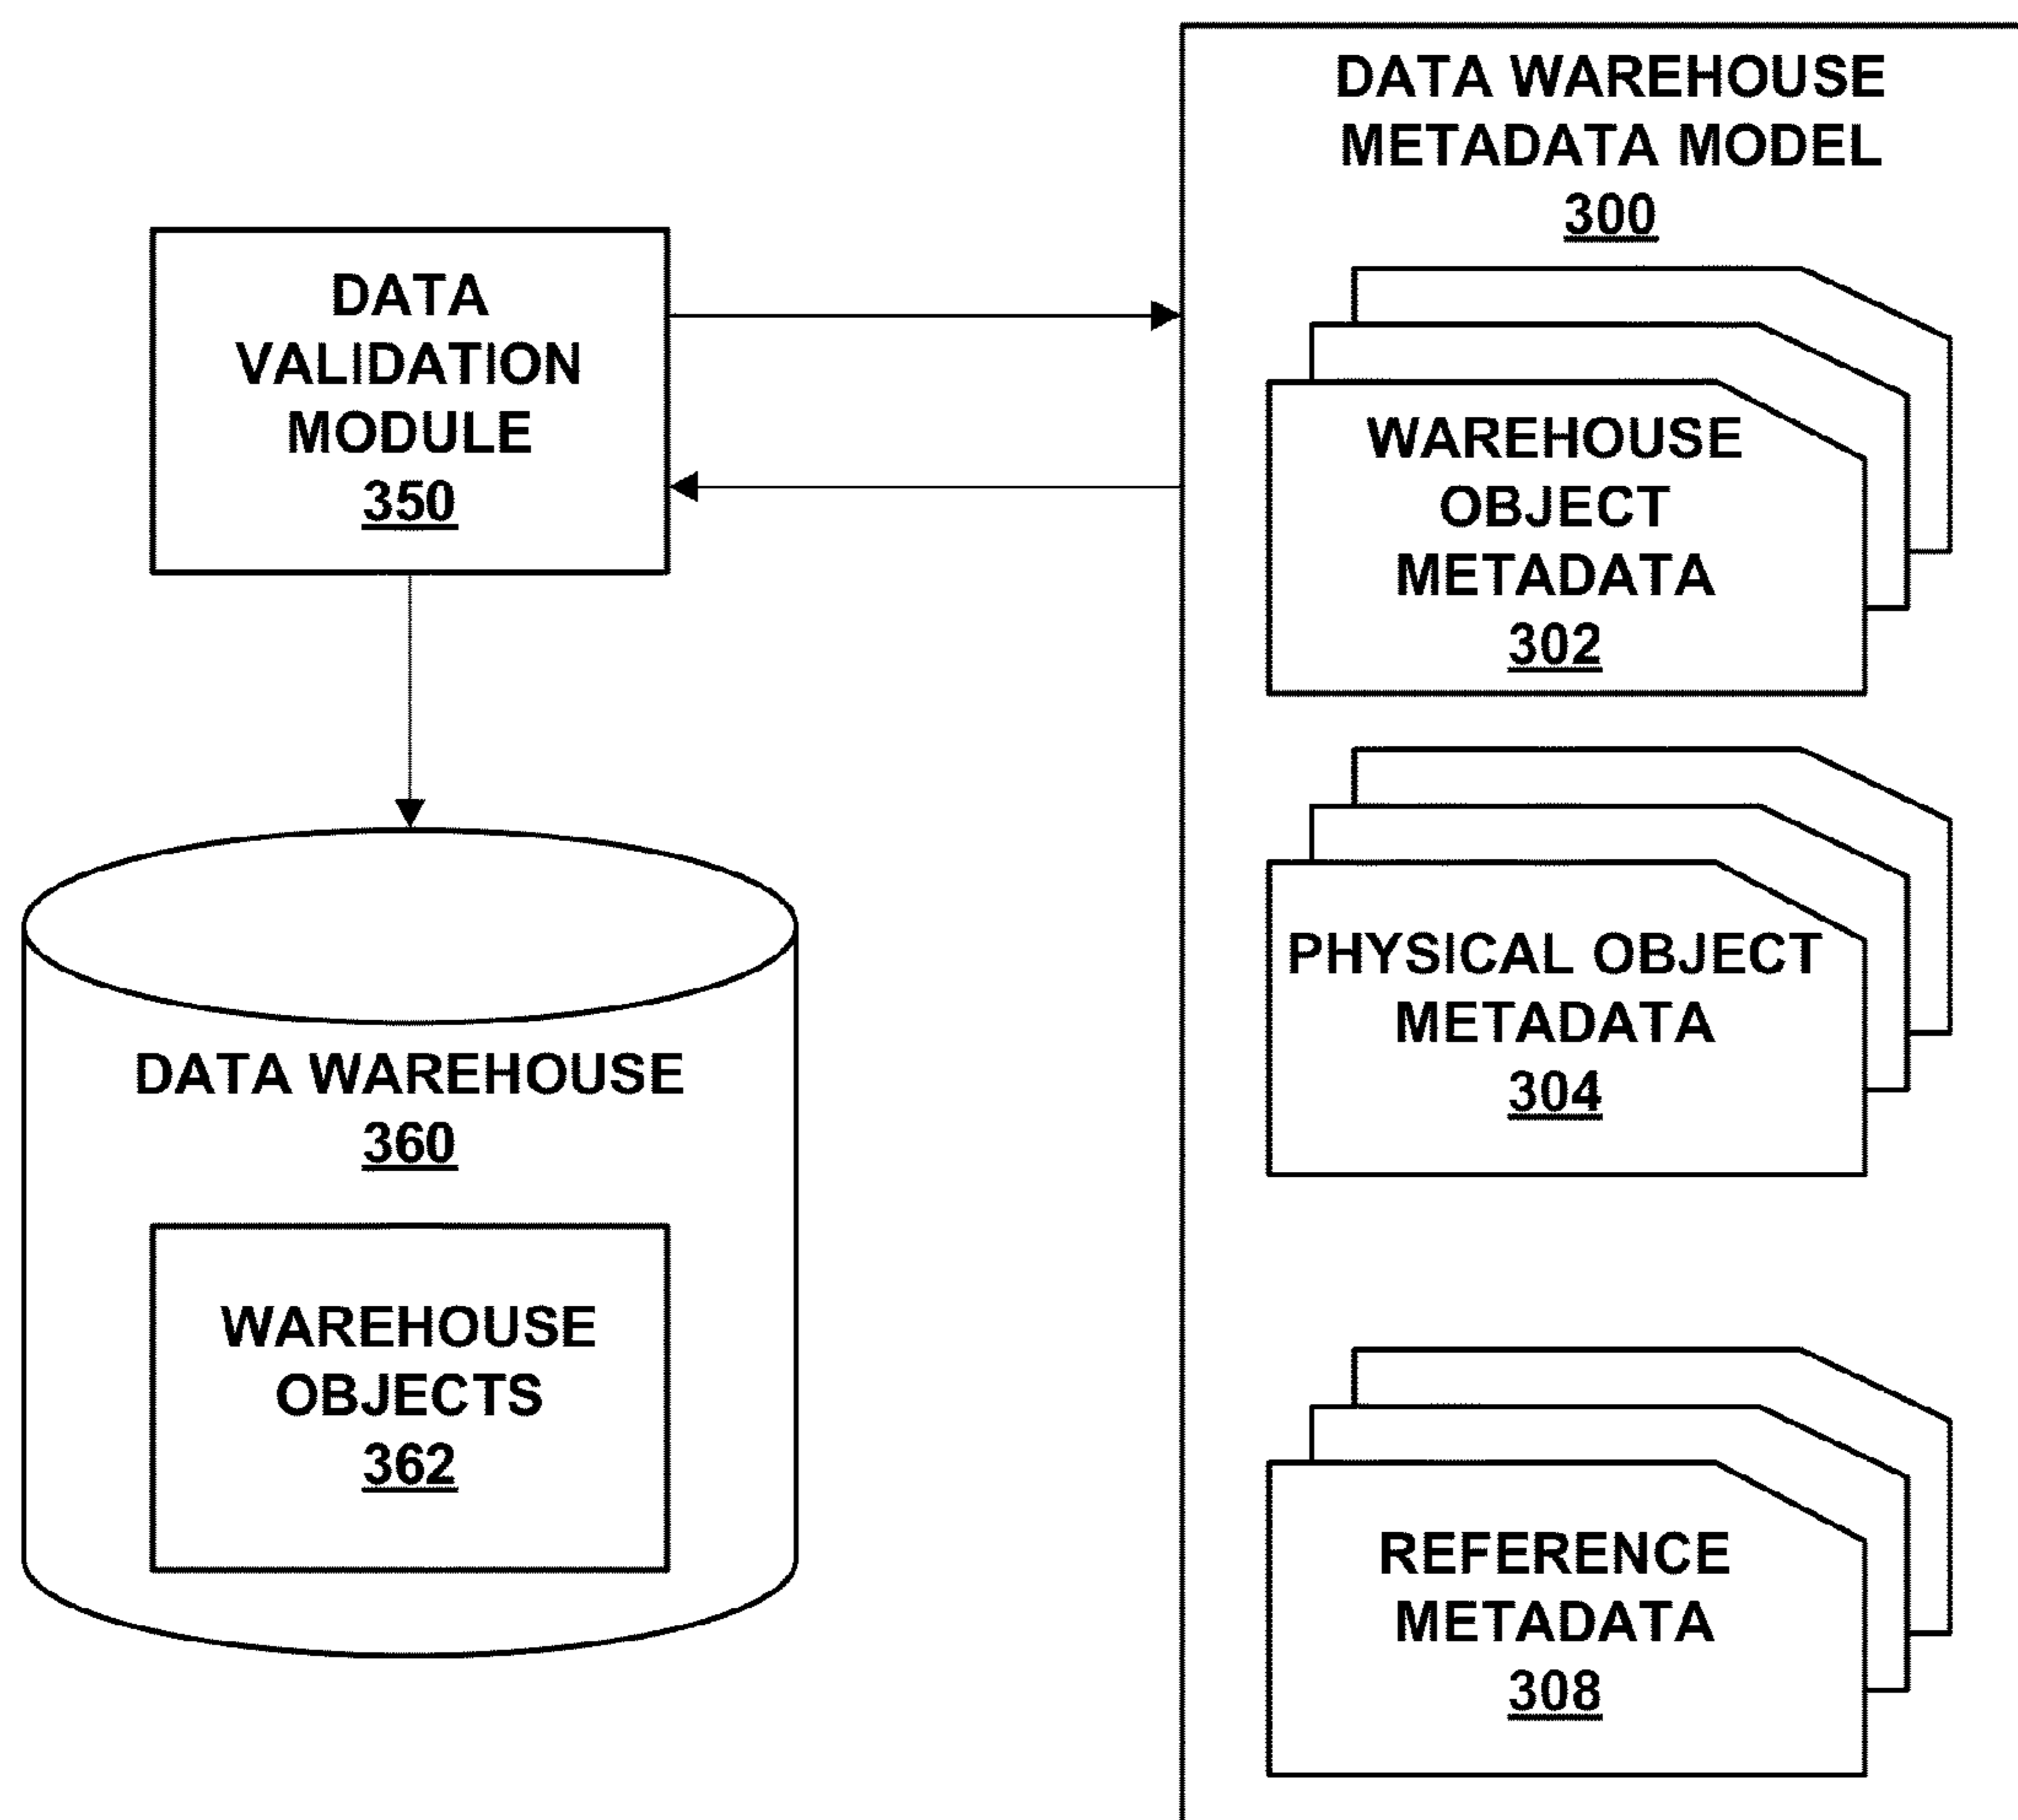 DATA WAREHOUSE
METADATA MODEL
300
DATA
VALIDATION
MODULE
350
WAREHOUSE
OBJECT
METADATA
302
PHYSICAL OBJECT
METADATA
304
DATA WAREHOUSE
360
WAREHOUSE
OBJECTS
362
REFERENCE
METADATA
308